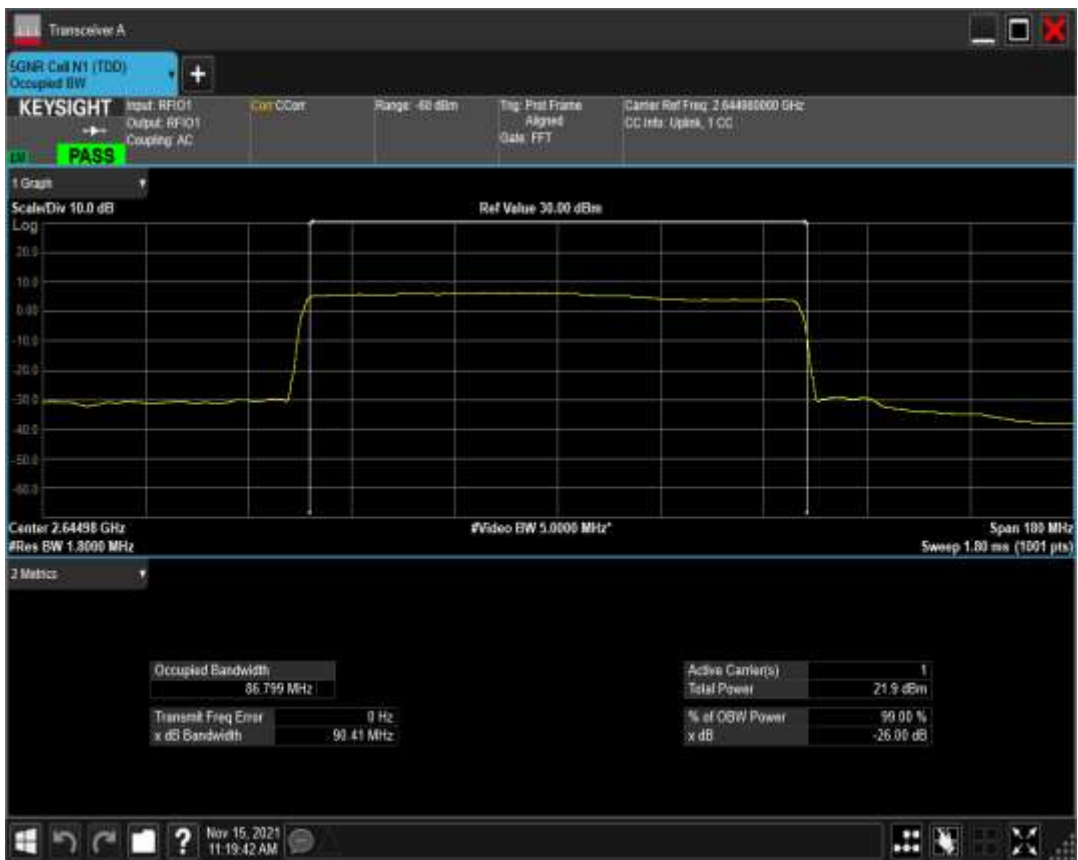 Transceiver A
5GNR Cell N1 (TDD)
Occupied BW
+
KEYSIGHT
PASS
Input: RFIO1
Output: RFIO1
Coupling: AC
Corr CCorr
Range: -60 dBm
Trig: Prot Frame
Aligned
Gate: FFT
Carrier Ref Freq: 2.644980000 GHz
CC Info: Uplink, 1 CC
1 Graph
Scale/Div 10.0 dB
Ref Value 30.00 dBm
Log
20.0
10.0
0.00
-10.0
-20.0
-30.0
-40.0
-50.0
-60.0
Center 2.64498 GHz
#Video BW 5.0000 MHz*
Span 180 MHz
#Res BW 1.8000 MHz
Sweep 1.80 ms (1001 pts)
2 Metrics
Occupied Bandwidth
86.799 MHz
Transmit Freq Error 0 Hz
x dB Bandwidth 90.41 MHz
Active Carrier(s) 1
Total Power 21.9 dBm
% of OBW Power 99.00 %
x dB -26.00 dB
?
Nov 15, 2021
11:19:42 AM